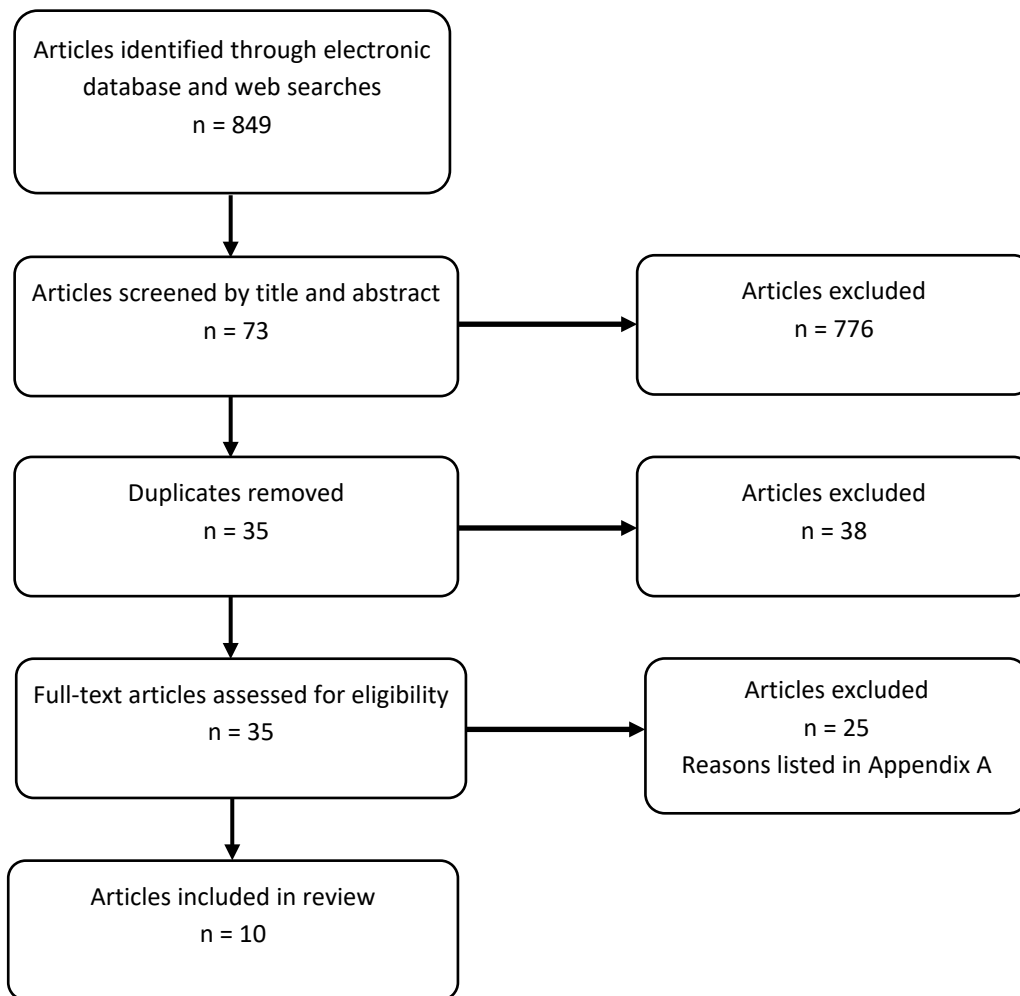 Articles identified through electronic
database and web searches
n = 849
Articles screened by title and abstract
n = 73
Articles excluded
n = 776
Duplicates removed
n = 35
Articles excluded
n = 38
Full-text articles assessed for eligibility
n = 35
Articles excluded
n = 25
Reasons listed in Appendix A
Articles included in review
n = 10